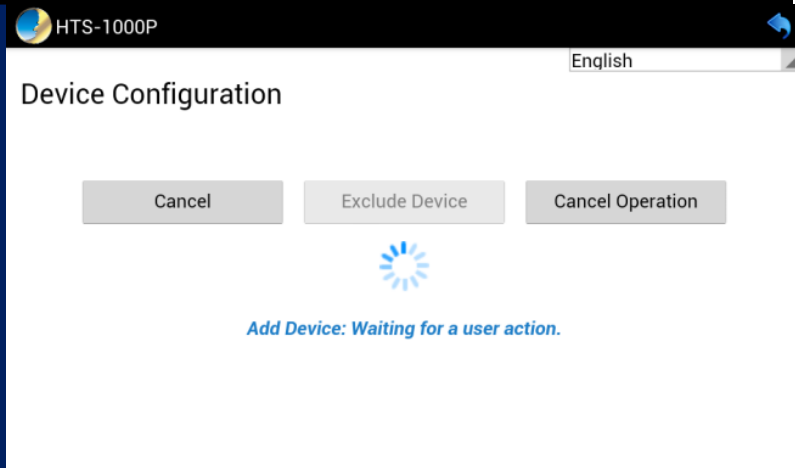 HTS-1000P
English
Device Configuration
Cancel
Exclude Device
Cancel Operation
Add Device: Waiting for a user action.